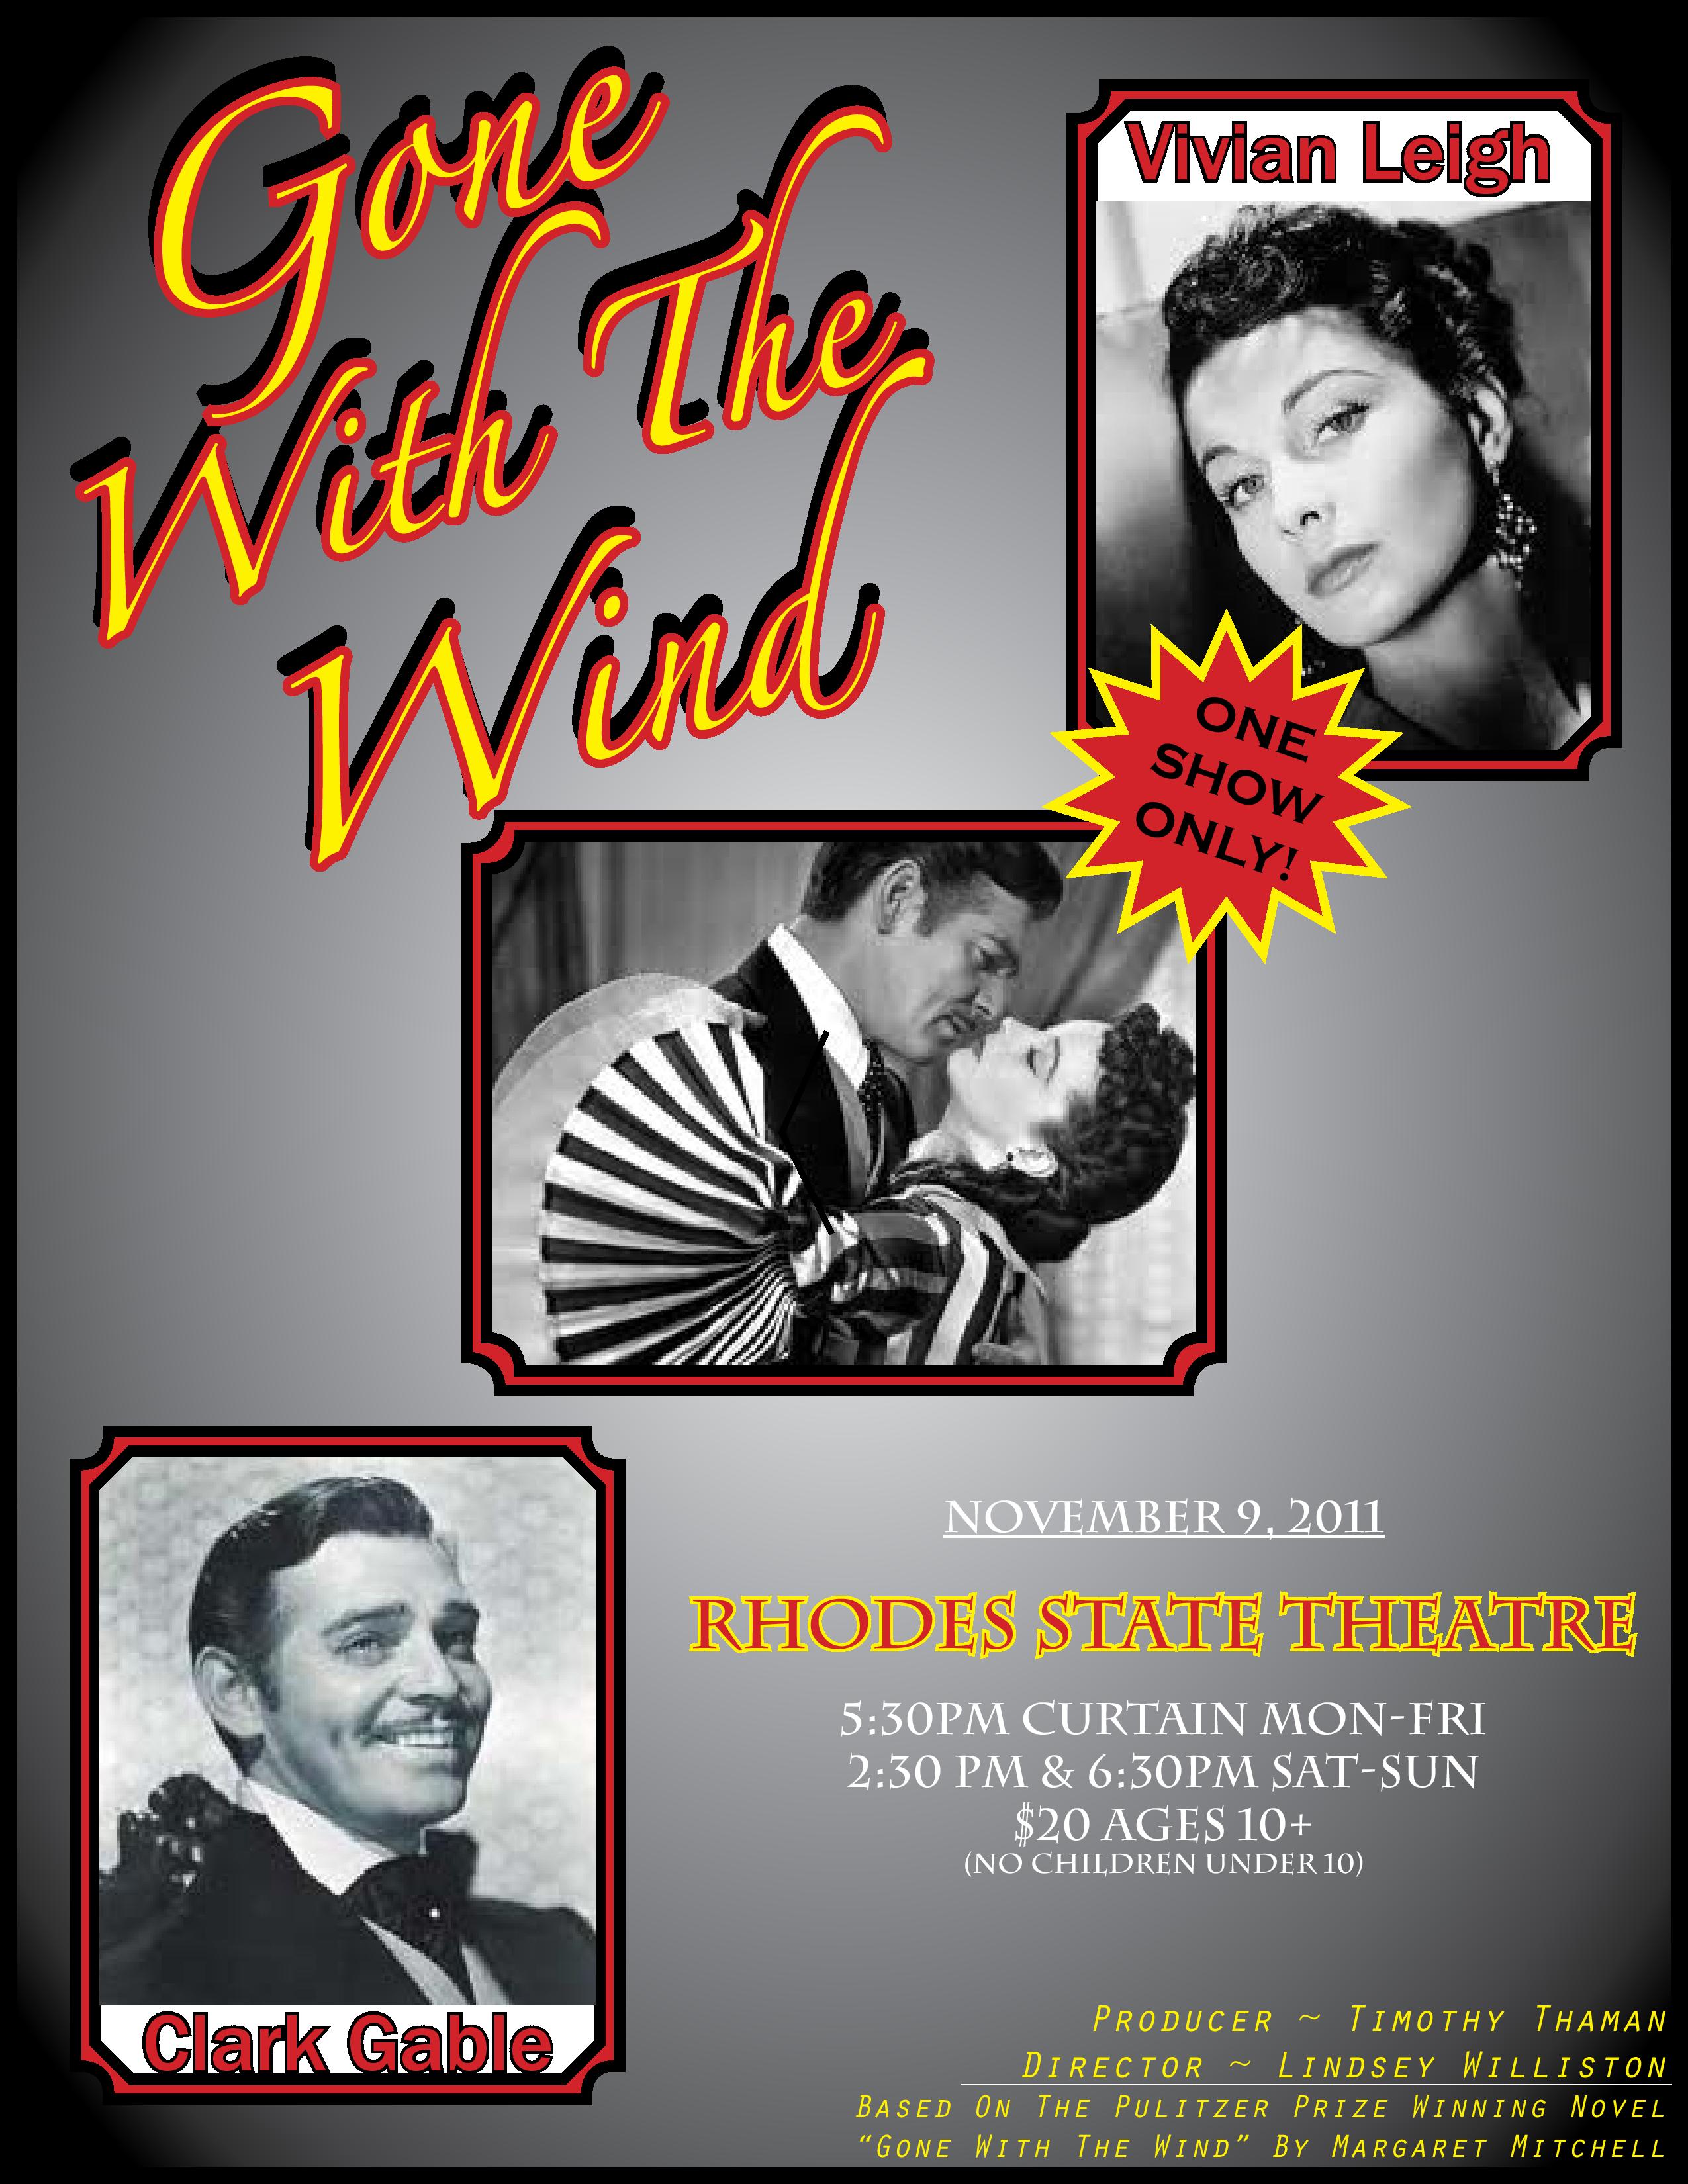 Gone
With The
Wind
Vivian Leigh
ONE
SHOW
ONLY!
Clark Gable
NOVEMBER 9, 2011
RHODES STATE THEATRE
5:30PM CURTAIN MON-FRI
2:30 PM & 6:30PM SAT-SUN
$20 AGES 10+
(NO CHILDREN UNDER 10)
PRODUCER ~ TIMOTHY THAMAN
DIRECTOR ~ LINDSEY WILLISTON
BASED ON THE PULITZER PRIZE WINNING NOVEL
“GONE WITH THE WIND” BY MARGARET MITCHELL